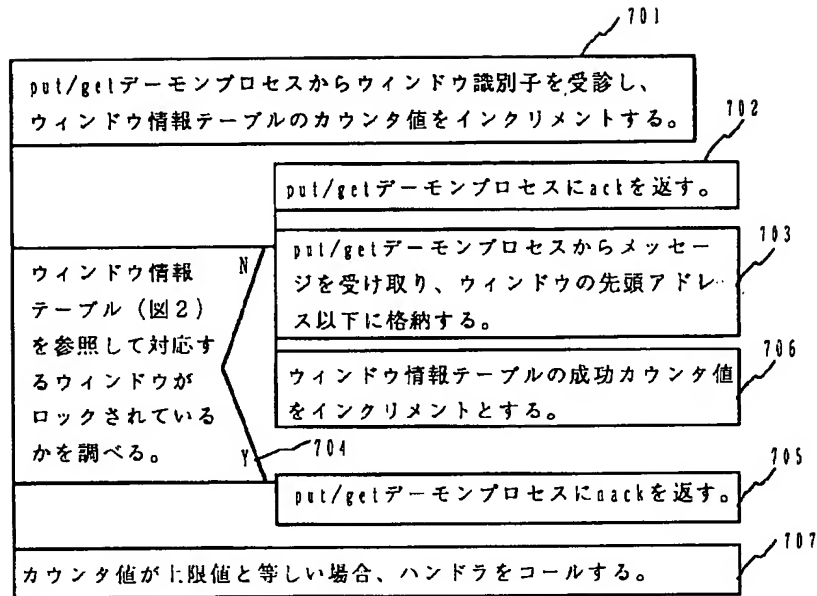 701
put/getデーモンプロセスからウィンドウ識別子を受診し、
ウィンドウ情報テーブルのカウンタ値をインクリメントする。
702
put/getデーモンプロセスにackを返す。
703
put/getデーモンプロセスからメッセー
ジを受け取り、ウィンドウの先頭アドレ
ス以下に格納する。
ウィンドウ情報
テーブル（図2）
を参照して対応す
るウィンドウが
ロックされている
かを調べる。
N
Y
704
706
ウィンドウ情報テーブルの成功カウンタ値
をインクリメントとする。
705
put/getデーモンプロセスにnackを返す。
707
カウンタ値が上限値と等しい場合、ハンドラをコールする。